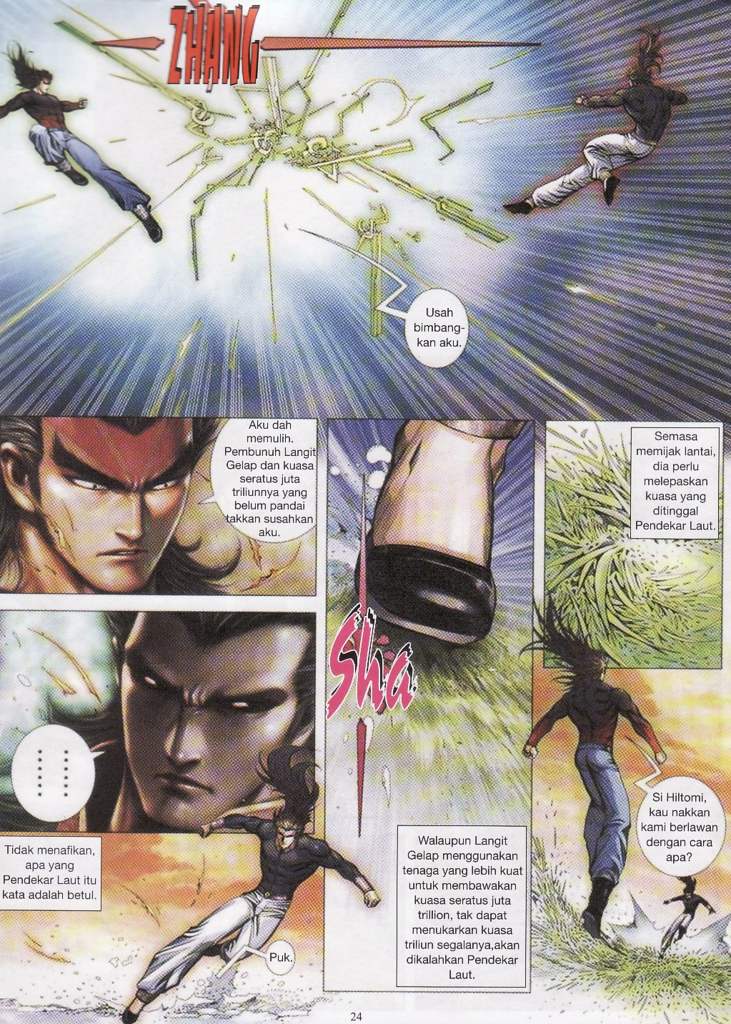 ZHANG
Usah
bimbang-
kan aku.
Aku dah
memulih.
Pembunuh Langit
Gelap dan kuasa
seratus juta
triliunnya yang
belum pandai
takkan susahkan
aku.
Semasa
memijak lantai,
dia perlu
melepaskan
kuasa yang
ditinggal
Pendekar Laut.
Sha
Tidak menafikan,
apa yang
Pendekar Laut itu
kata adalah betul.
Puk.
Walaupun Langit
Gelap menggunakan
tenaga yang lebih kuat
untuk membawakan
kuasa seratus juta
trillion, tak dapat
menukarkan kuasa
triliun segalanya,akan
dikalahkan Pendekar
Laut.
Si Hiltomi,
kau nakkan
kami berlawan
dengan cara
apa?
24